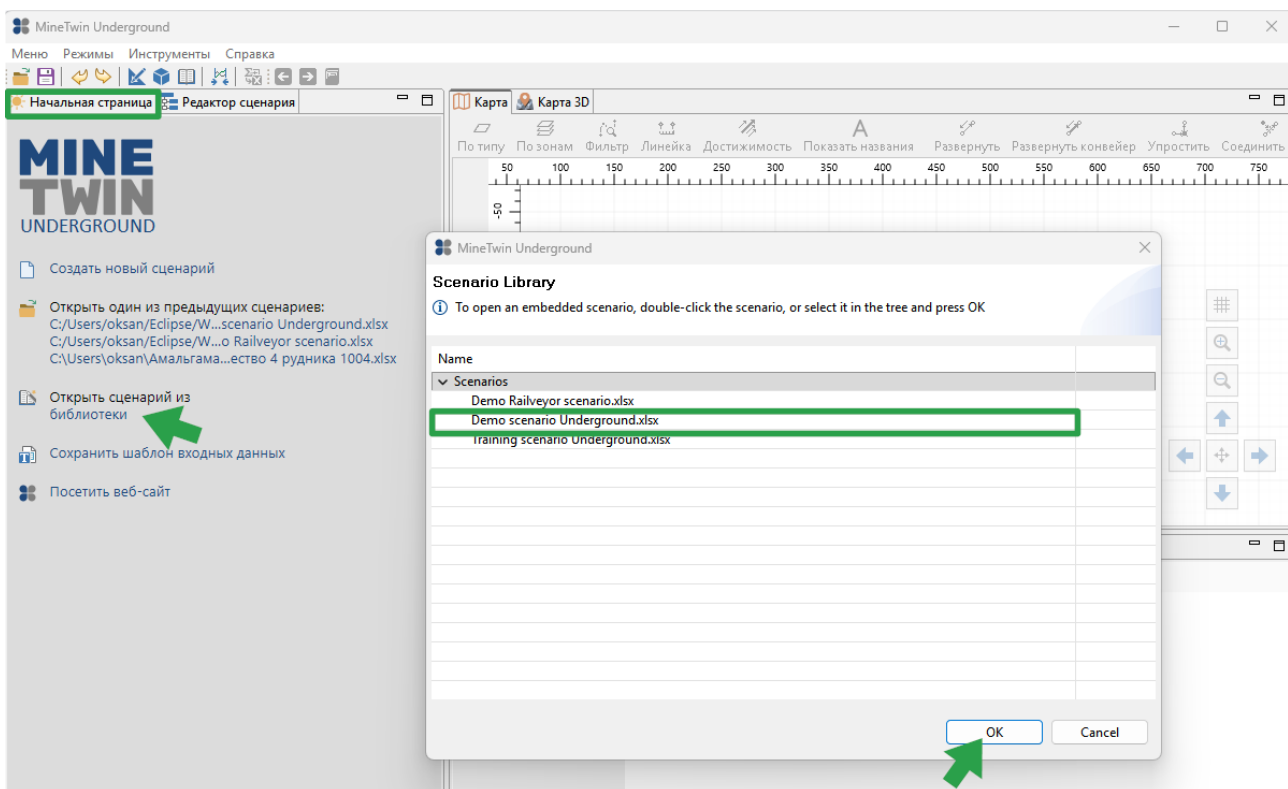 MineTwin Underground
Меню Режимы Инструменты Справка
Начальная страница Редактор сценария
Карта Карта 3D
По типу По зонам Фильтр Линейка Достижимость Показать названия Развернуть Развернуть конвейер Упростить Соединить
50 100 150 200 250 300 350 400 450 500 550 600 650 700 750
-50
MINE
TWIN
UNDERGROUND
Создать новый сценарий
Открыть один из предыдущих сценариев:
C:/Users/oksan/Eclipse/W...scenario Underground.xlsx
C:/Users/oksan/Eclipse/W...o Railveyor scenario.xlsx
C:\Users\oksan\Амальгама...ество 4 рудника 1004.xlsx
Открыть сценарий из
библиотеки
Сохранить шаблон входных данных
Посетить веб-сайт
MineTwin Underground
Scenario Library
To open an embedded scenario, double-click the scenario, or select it in the tree and press OK
Name
Scenarios
Demo Railveyor scenario.xlsx
Demo scenario Underground.xlsx
Training scenario Underground.xlsx
OK Cancel